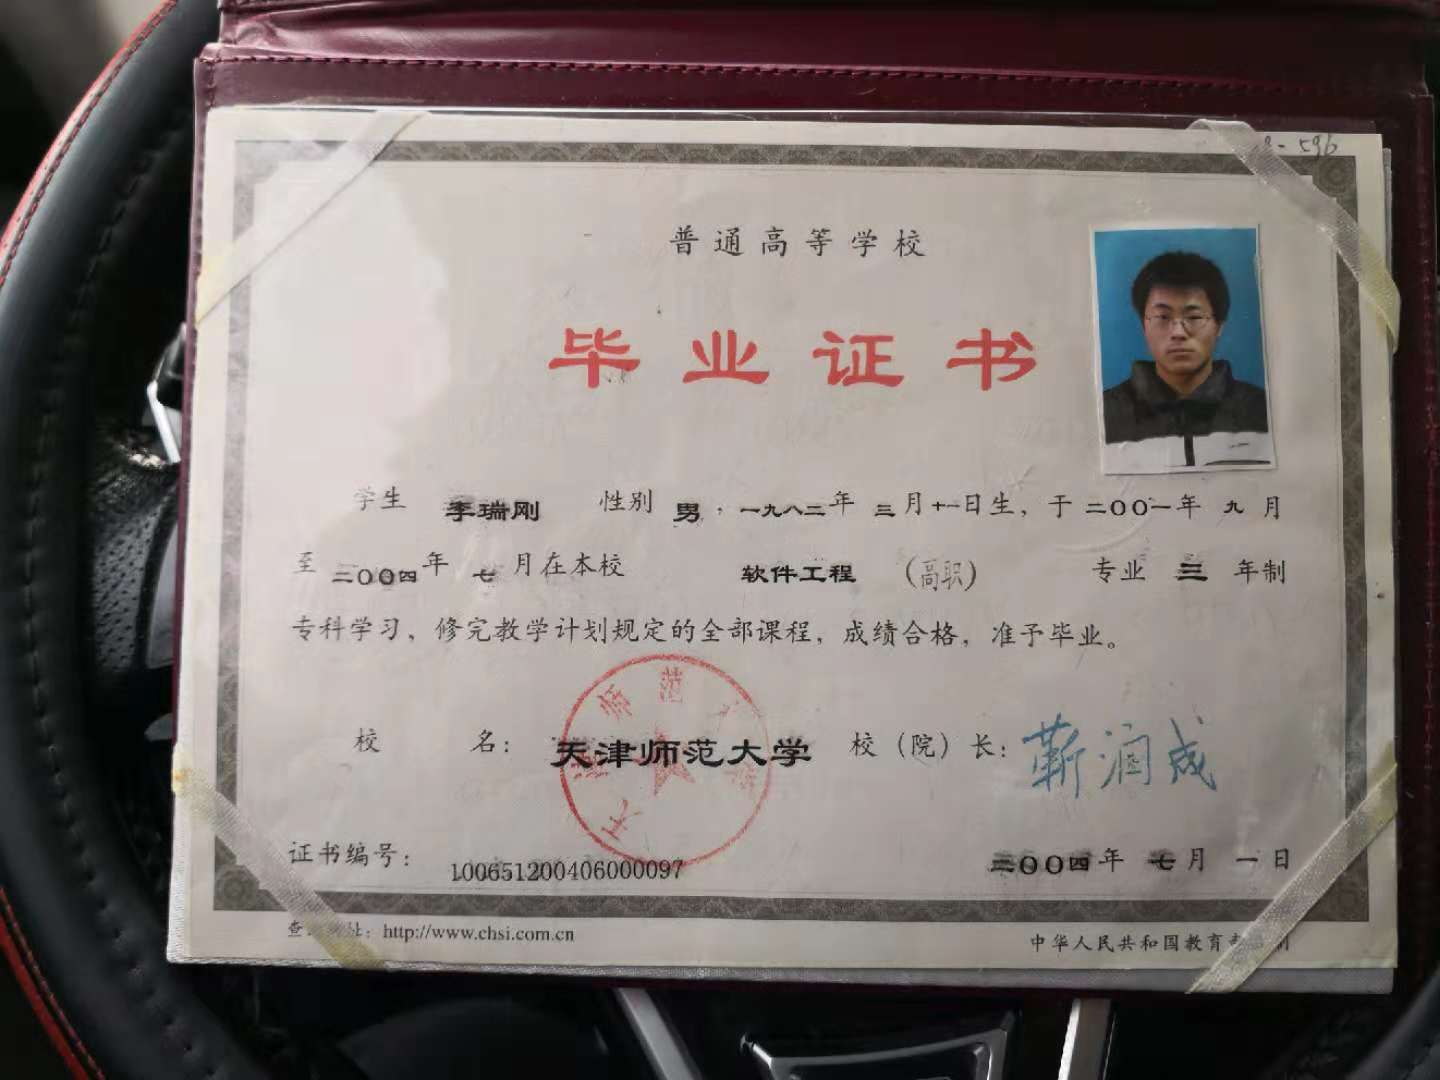 596
普通高等学校
毕业证书
学生 李瑞刚 性别 男，一九八二年 三月十一日生，于二〇〇一年 九月
至二〇〇四年 七月在本校 软件工程 （高职） 专业 三 年制
专科学习，修完教学计划规定的全部课程，成绩合格，准予毕业。
校 名：天津师范大学 校（院）长：靳润成
天津师范大学
证书编号：100651200406000097 二〇〇四年 七月 一日
查 网址：http://www.chsi.com.cn 中华人民共和国教育部 制